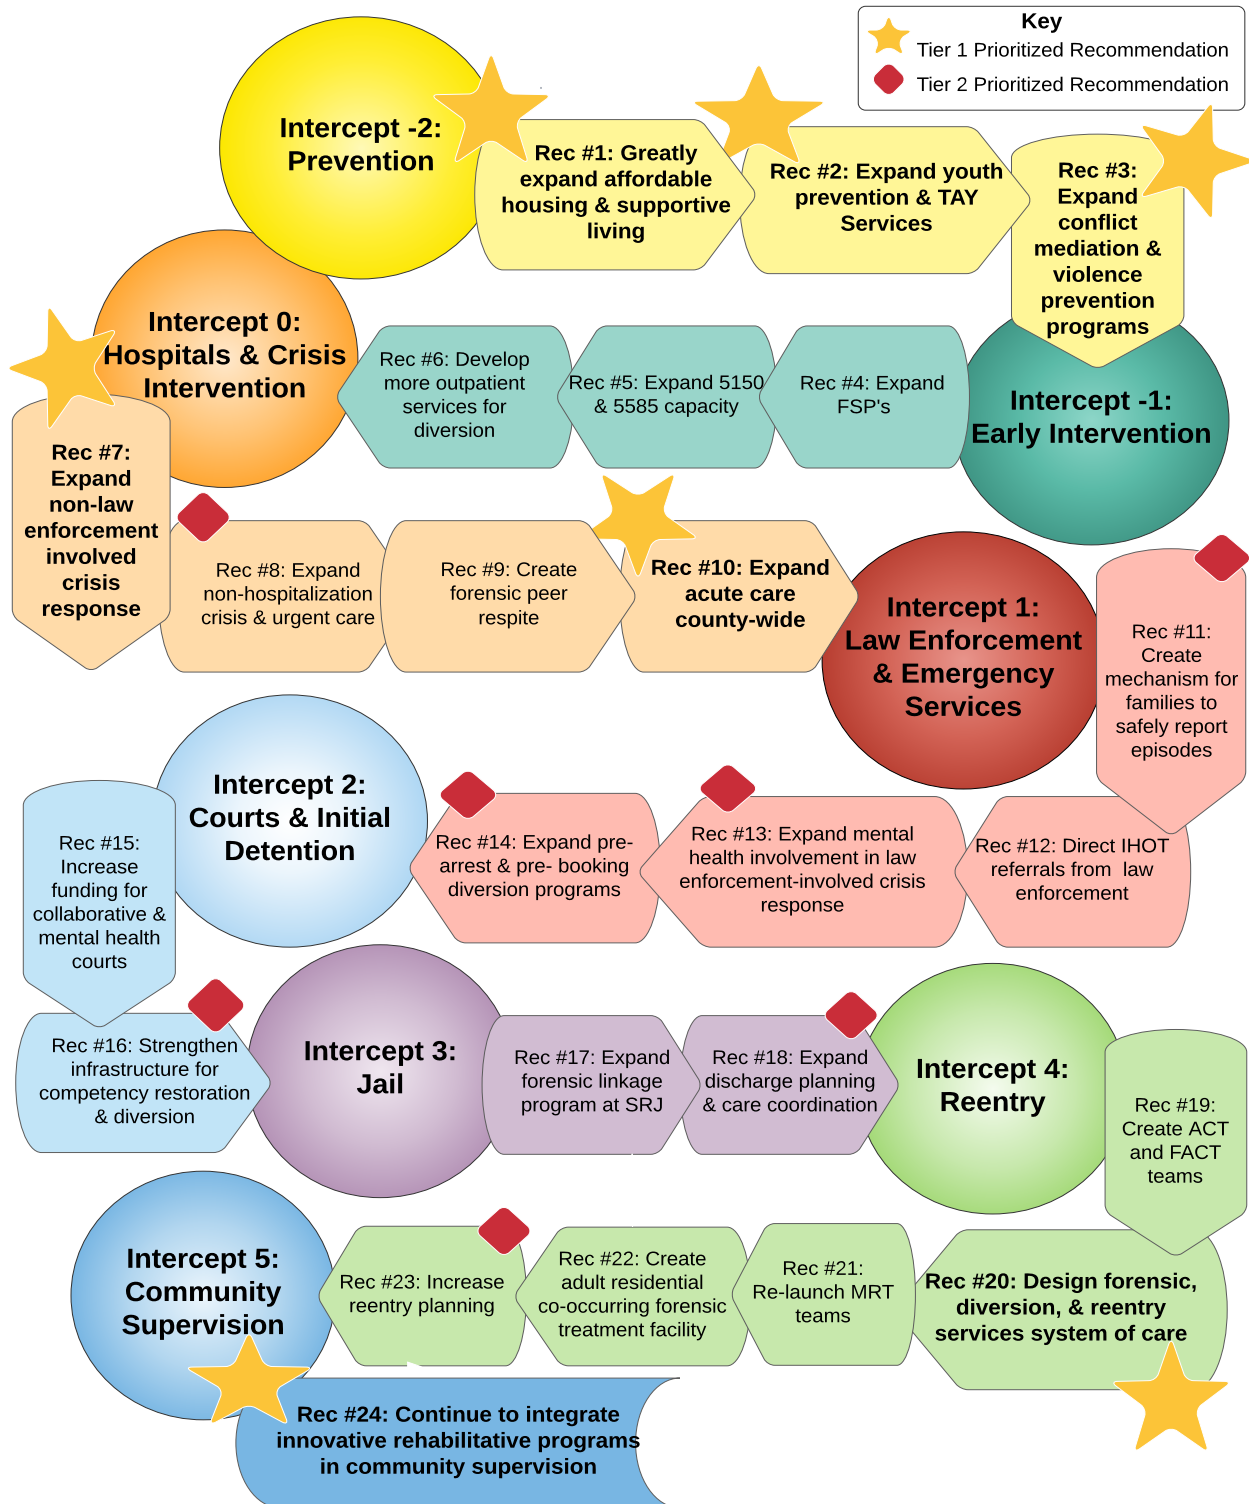 Key
Tier 1 Prioritized Recommendation
Tier 2 Prioritized Recommendation
Intercept -2:
Prevention
Rec #1: Greatly
expand affordable
housing & supportive
living
Rec #2: Expand youth
prevention & TAY
Services
Rec #3:
Expand
conflict
mediation &
violence
prevention
programs
Intercept -1:
Early Intervention
Rec #4: Expand
FSP's
Rec #5: Expand 5150
& 5585 capacity
Rec #6: Develop
more outpatient
services for
diversion
Intercept 0:
Hospitals & Crisis
Intervention
Rec #7:
Expand
non-law
enforcement
involved
crisis
response
Rec #8: Expand
non-hospitalization
crisis & urgent care
Rec #9: Create
forensic peer
respite
Rec #10: Expand
acute care
county-wide
Intercept 1:
Law Enforcement
& Emergency
Services
Rec #11:
Create
mechanism for
families to
safely report
episodes
Rec #12: Direct IHOT
referrals from  law
enforcement
Rec #13: Expand mental
health involvement in law
enforcement-involved crisis
response
Rec #14: Expand pre-
arrest & pre- booking
diversion programs
Intercept 2:
Courts & Initial
Detention
Rec #15:
Increase
funding for
collaborative &
mental health
courts
Rec #16: Strengthen
infrastructure for
competency restoration
& diversion
Intercept 3:
Jail
Rec #17: Expand
forensic linkage
program at SRJ
Rec #18: Expand
discharge planning
& care coordination
Intercept 4:
Reentry
Rec #19:
Create ACT
and FACT
teams
Rec #20: Design forensic,
diversion, & reentry
services system of care
Rec #21:
Re-launch MRT
teams
Rec #22: Create
adult residential
co-occurring forensic
treatment facility
Rec #23: Increase
reentry planning
Intercept 5:
Community
Supervision
Rec #24: Continue to integrate
innovative rehabilitative programs
in community supervision